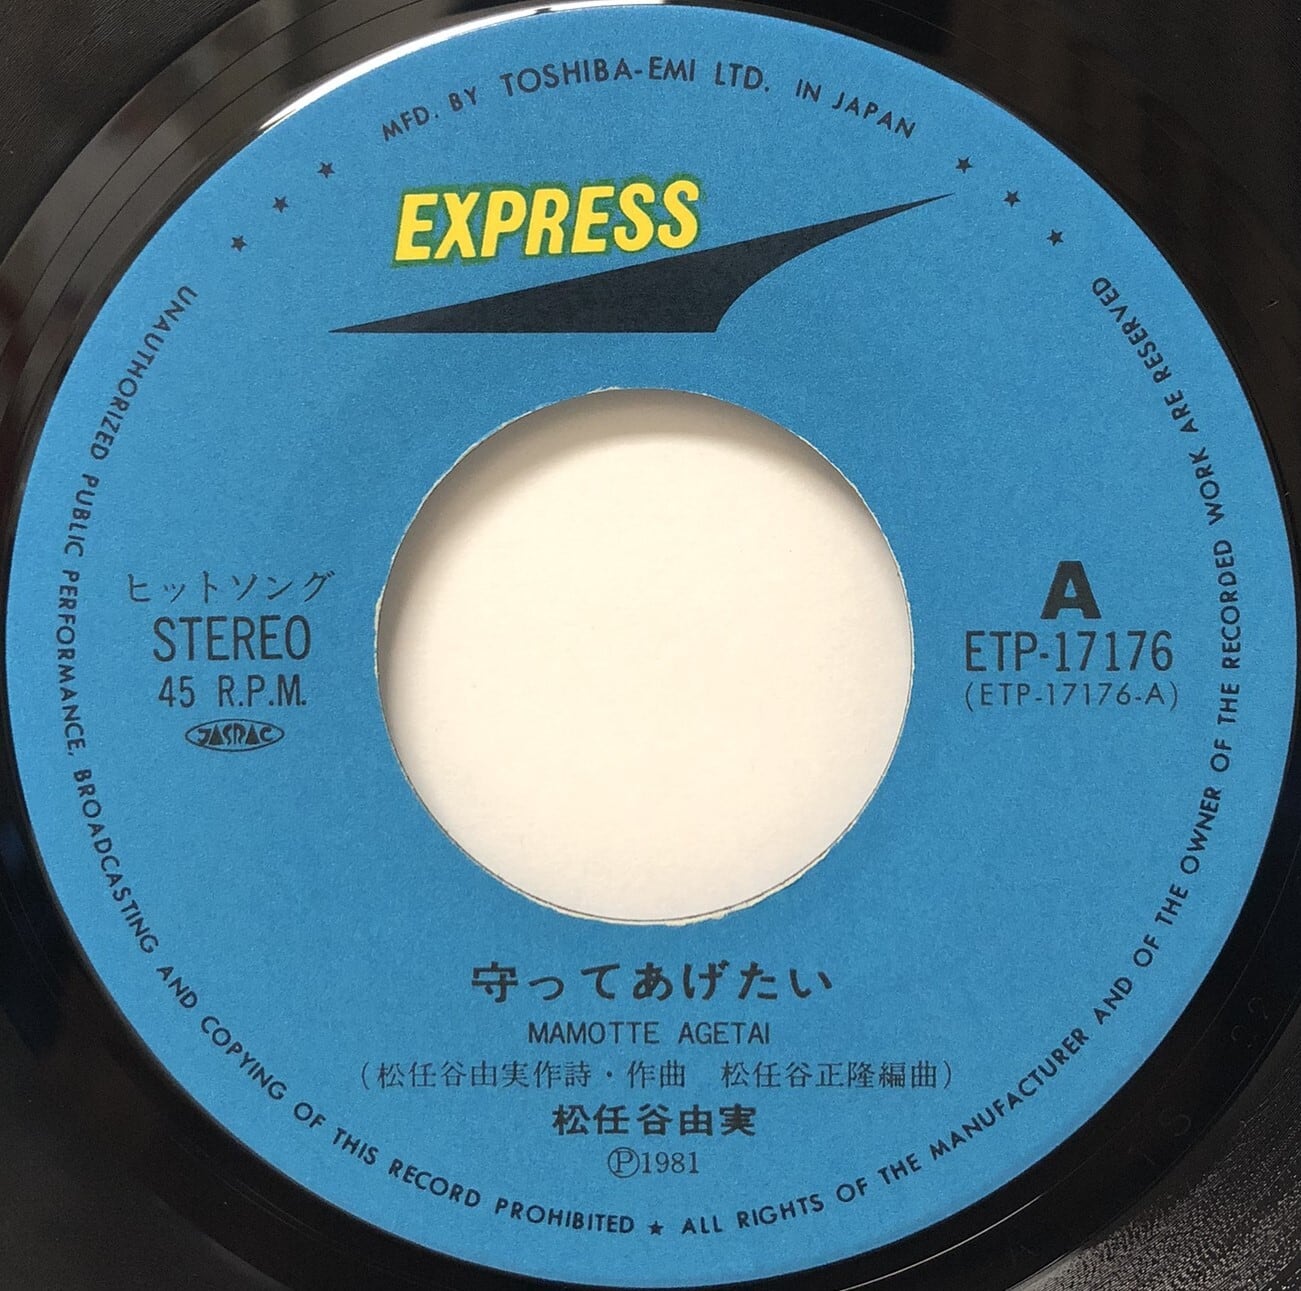 MFD. BY TOSHIBA-EMI LTD. IN JAPAN
EXPRESS
ヒットソング
STEREO
45 R.P.M.
JASRAC
A
ETP-17176
(ETP-17176-A)
守ってあげたい
MAMOTTE AGETAI
(松任谷由実作詩・作曲 松任谷正隆編曲)
松任谷由実
Ⓟ1981
UNAUTHORIZED PUBLIC PERFORMANCE, BROADCASTING AND COPYING OF THIS RECORD PROHIBITED ★ ALL RIGHTS OF THE MANUFACTURER AND OF THE OWNER OF THE RECORDED WORK ARE RESERVED